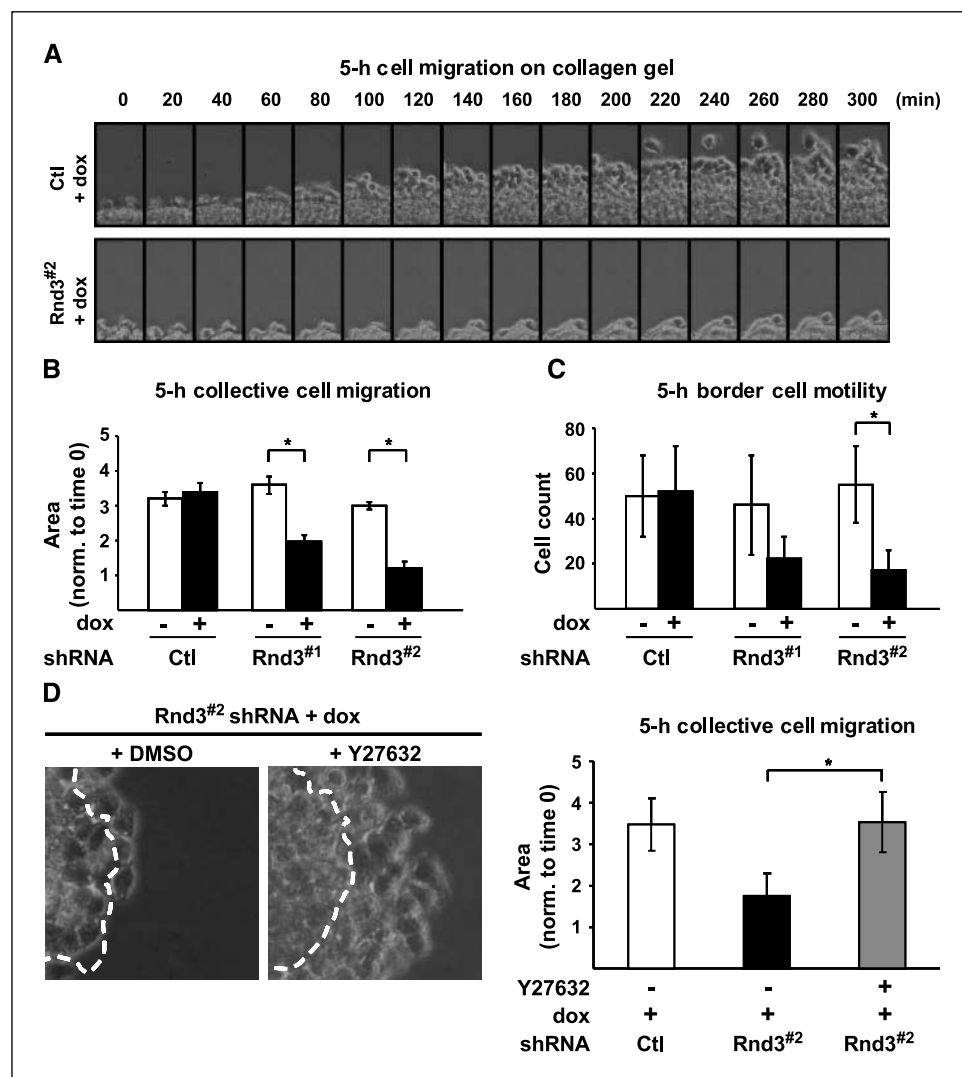 A
5-h cell migration on collagen gel
0 20 40 60 80 100 120 140 160 180 200 220 240 260 280 300 (min)
Ctl
+ dox
Rnd3#2
+ dox
B
5-h collective cell migration
Area
(norm. to time 0)
5
4
3
2
1
* *
dox - + - + - +
shRNA Ctl Rnd3#1 Rnd3#2
C
5-h border cell motility
Cell count
80
60
40
20
*
dox - + - + - +
shRNA Ctl Rnd3#1 Rnd3#2
D
Rnd3#2 shRNA + dox
+ DMSO + Y27632
5-h collective cell migration
Area
(norm. to time 0)
5
4
3
2
1
*
Y27632 - - +
dox + + +
shRNA Ctl Rnd3#2 Rnd3#2